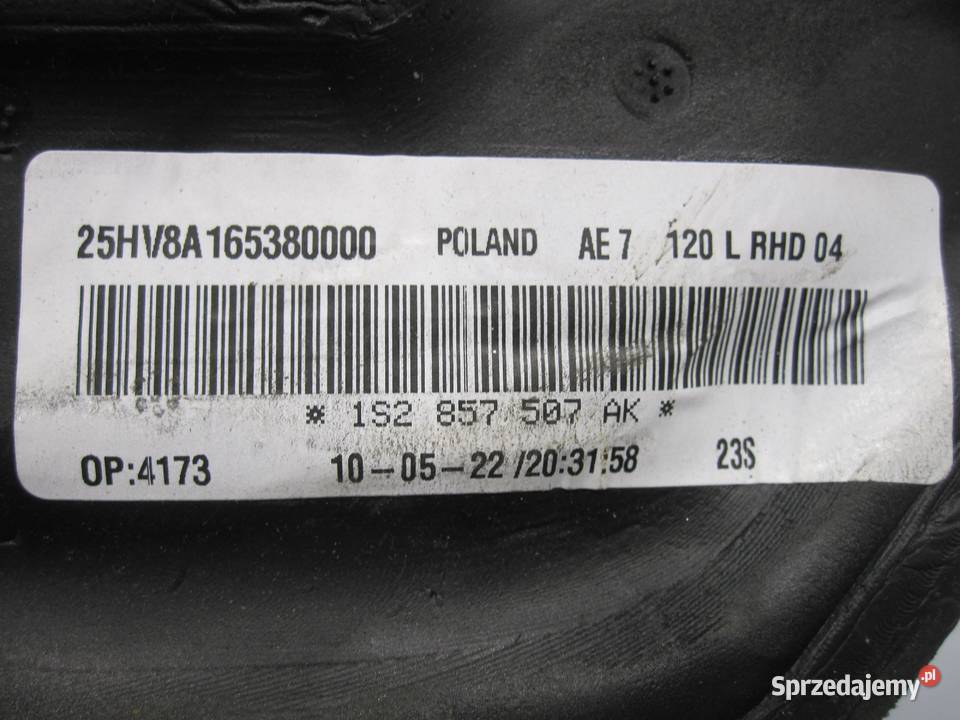 25HV8A165380000 POLAND AE 7 120 L RHD 04
* 1S2 857 507 AK *
OP:4173 10-05-22 /20:31:58 23S
Sprzedajemy.pl